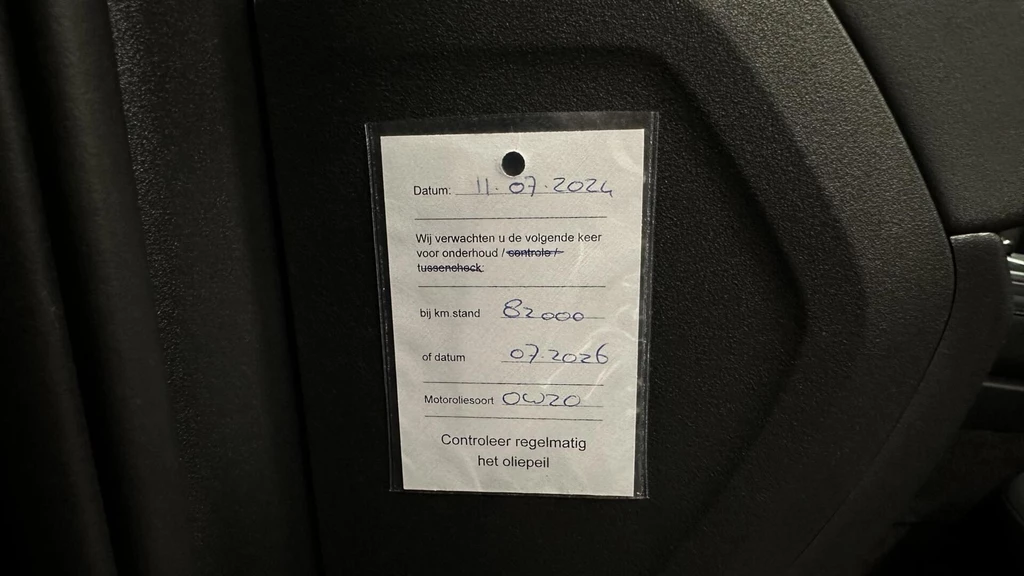 Datum: 11.07.2024
Wij verwachten u de volgende keer
voor onderhoud / controle /
tussencheck:
bij km.stand 82000
of datum 07.2026
Motoroliesoort 0W20
Controleer regelmatig
het oliepeil